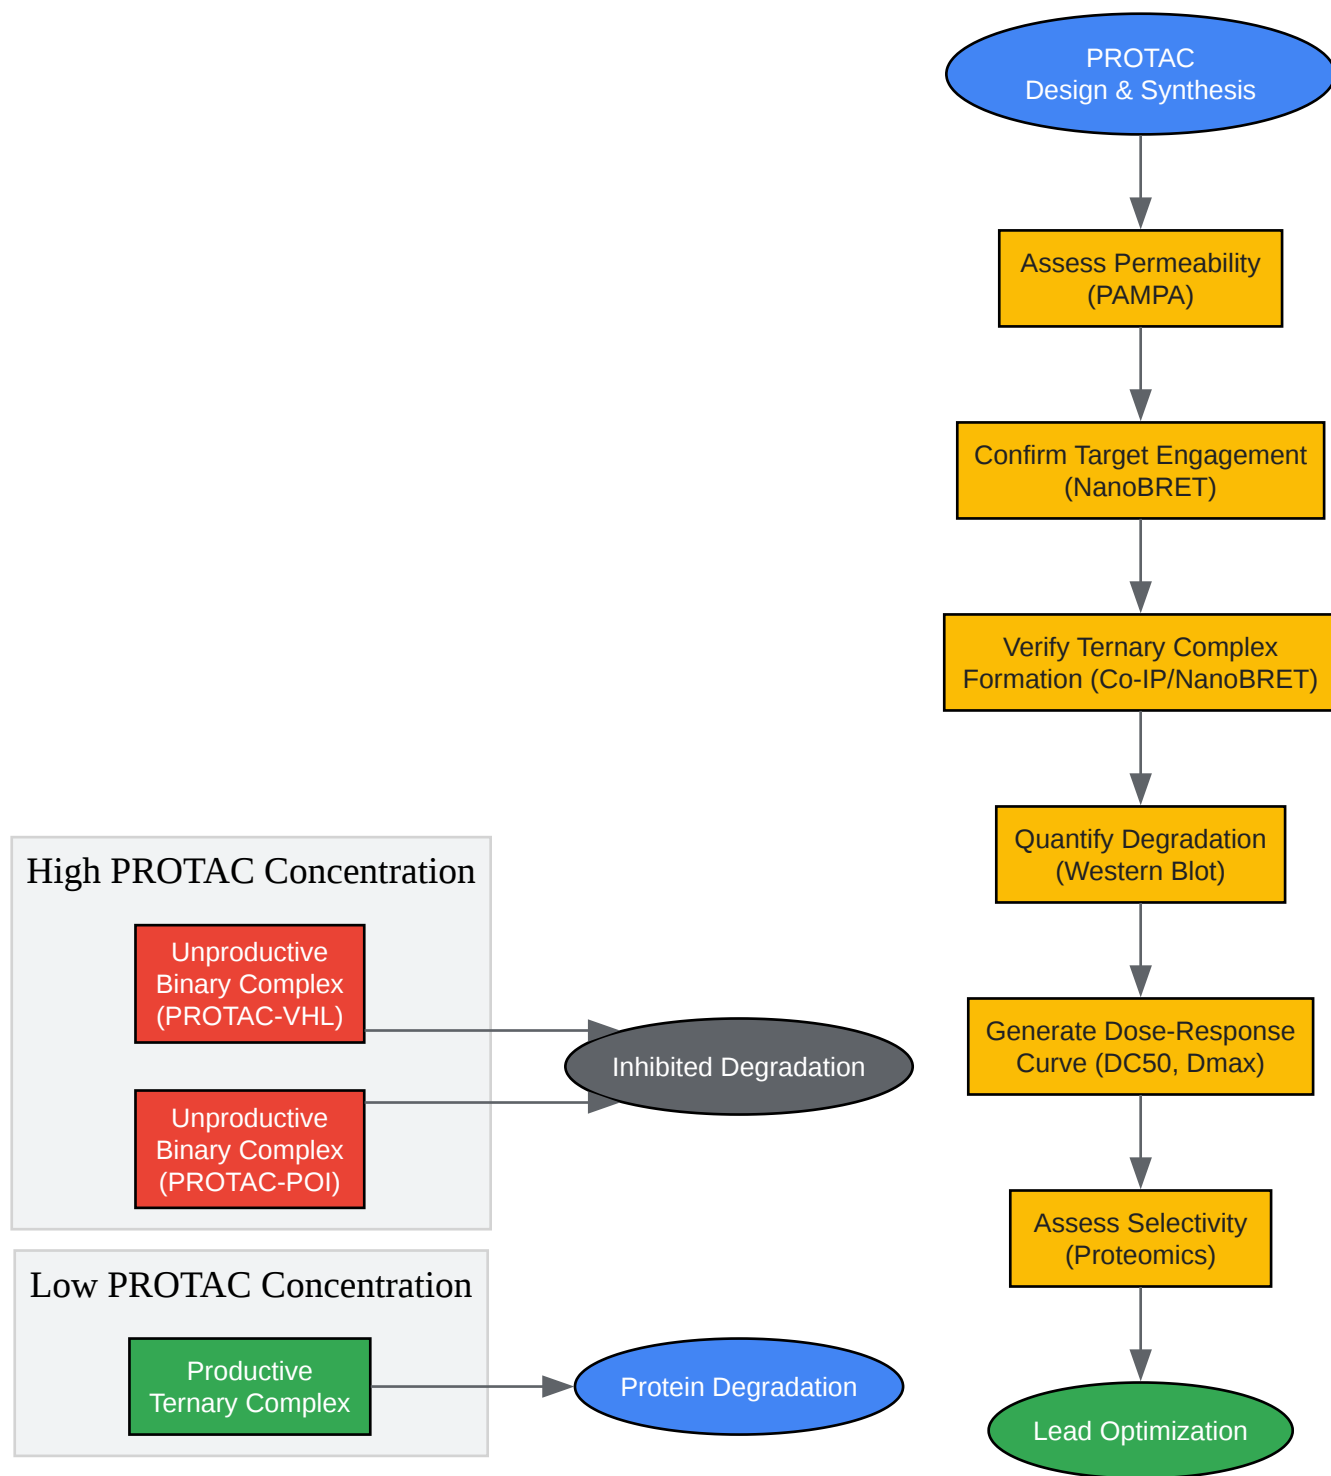 PROTAC
Design & Synthesis
Assess Permeability
(PAMPA)
Confirm Target Engagement
(NanoBRET)
Verify Ternary Complex
Formation (Co-IP/NanoBRET)
Quantify Degradation
(Western Blot)
Generate Dose-Response
Curve (DC50, Dmax)
Assess Selectivity
(Proteomics)
Lead Optimization
High PROTAC Concentration
Unproductive
Binary Complex
(PROTAC-VHL)
Unproductive
Binary Complex
(PROTAC-POI)
Inhibited Degradation
Low PROTAC Concentration
Productive
Ternary Complex
Protein Degradation